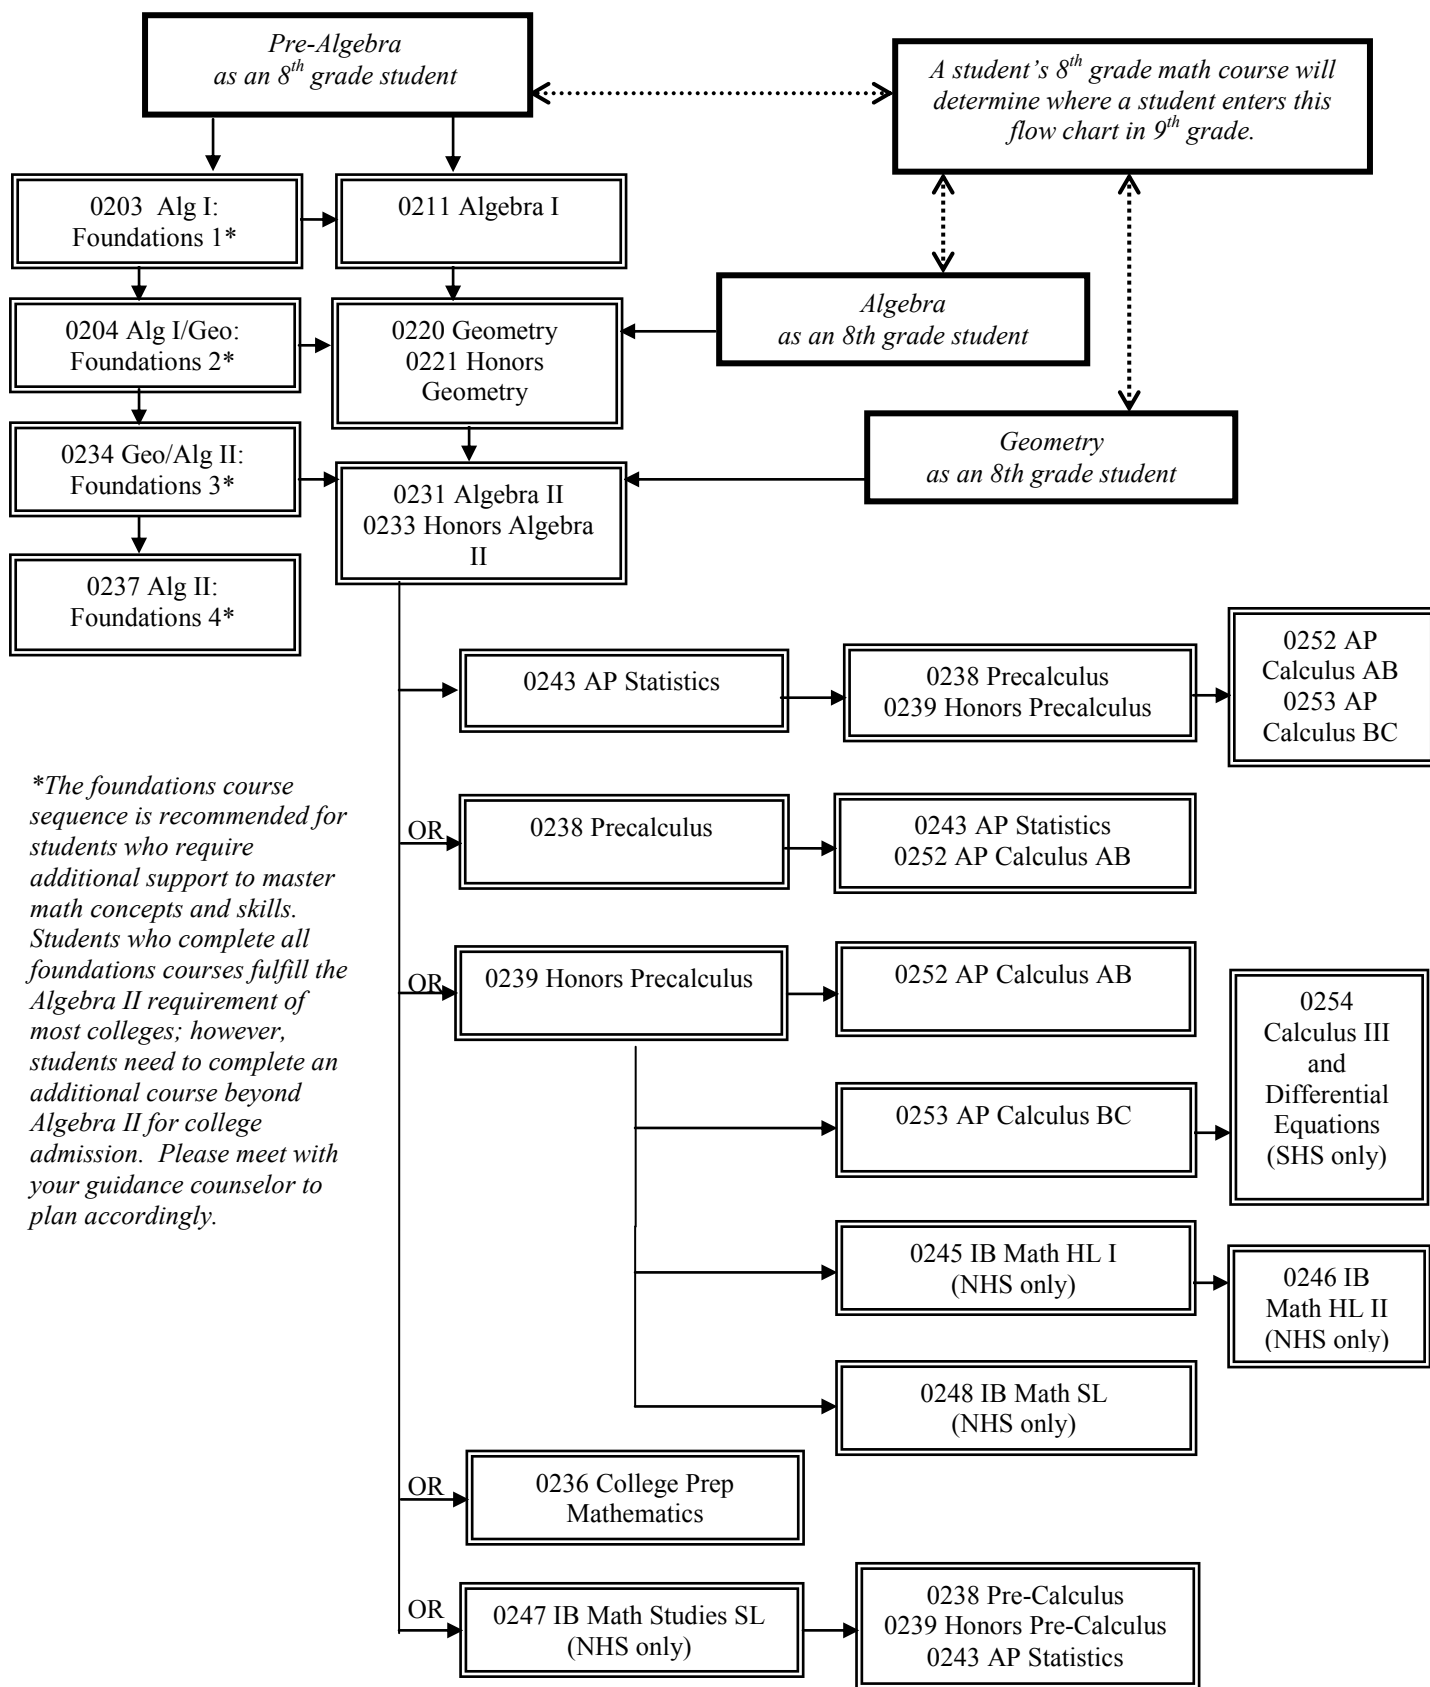 Pre-Algebra
as an 8th grade student
A student’s 8th grade math course will
determine where a student enters this
flow chart in 9th grade.
0203 Alg I:
Foundations 1*
0211 Algebra I
0204 Alg I/Geo:
Foundations 2*
0220 Geometry
0221 Honors
Geometry
Algebra
as an 8th grade student
0234 Geo/Alg II:
Foundations 3*
0231 Algebra II
0233 Honors Algebra
II
Geometry
as an 8th grade student
0237 Alg II:
Foundations 4*
0243 AP Statistics
0238 Precalculus
0239 Honors Precalculus
0252 AP
Calculus AB
0253 AP
Calculus BC
*The foundations course
sequence is recommended for
students who require
additional support to master
math concepts and skills.
Students who complete all
foundations courses fulfill the
Algebra II requirement of
most colleges; however,
students need to complete an
additional course beyond
Algebra II for college
admission. Please meet with
your guidance counselor to
plan accordingly.
OR
0238 Precalculus
0243 AP Statistics
0252 AP Calculus AB
OR
0239 Honors Precalculus
0252 AP Calculus AB
0253 AP Calculus BC
0254
Calculus III
and
Differential
Equations
(SHS only)
0245 IB Math HL I
(NHS only)
0246 IB
Math HL II
(NHS only)
0248 IB Math SL
(NHS only)
OR
0236 College Prep
Mathematics
OR
0247 IB Math Studies SL
(NHS only)
0238 Pre-Calculus
0239 Honors Pre-Calculus
0243 AP Statistics